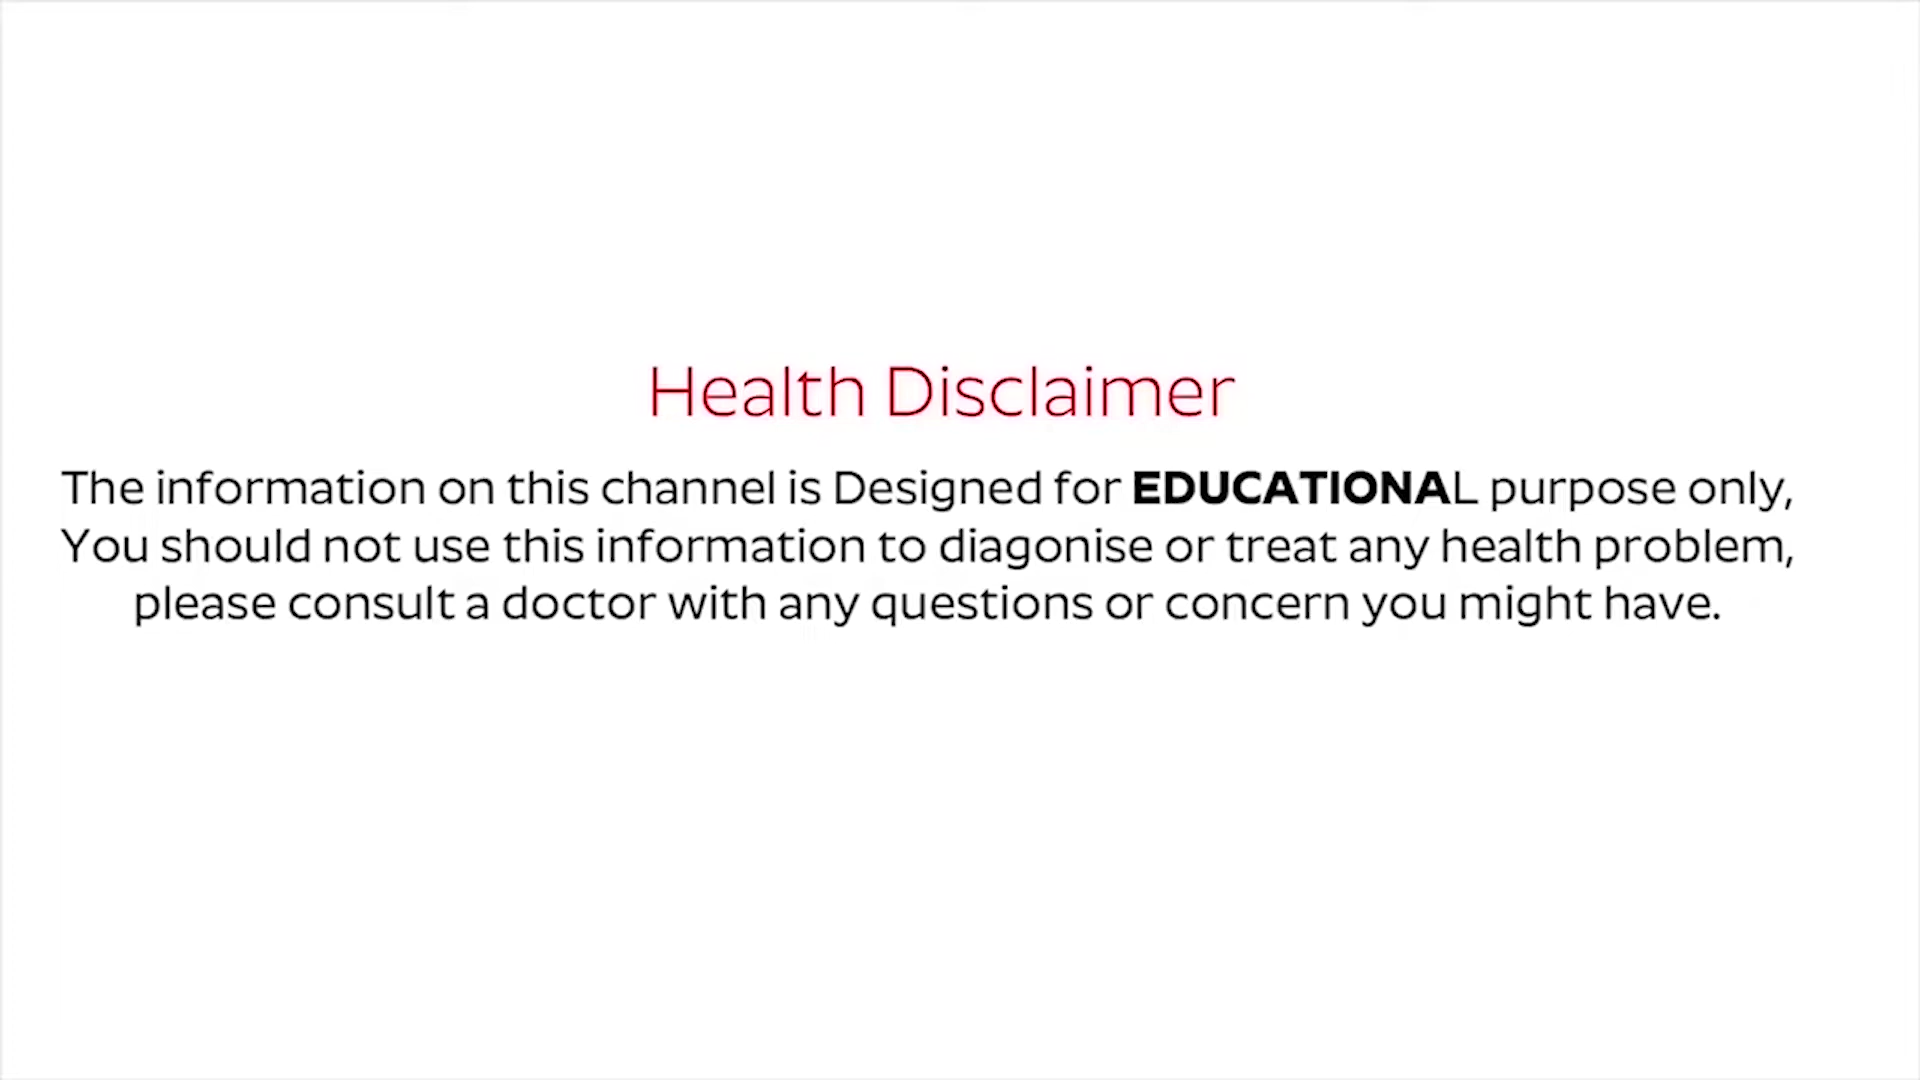 Health Disclaimer
The information on this channel is Designed for EDUCATIONAL purpose only,
You should not use this information to diagonise or treat any health problem,
please consult a doctor with any questions or concern you might have.